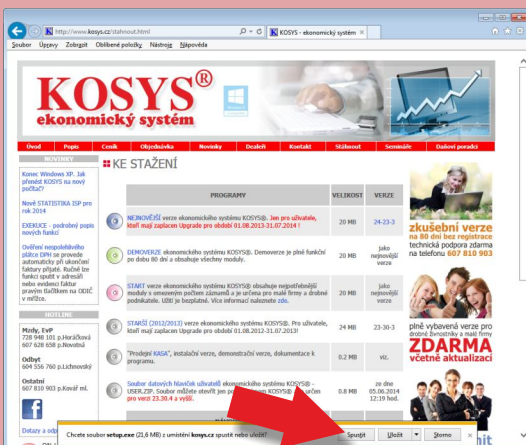 http://www.kosys.cz/stahnout.html
KOSYS - ekonomický systém
Soubor Úpravy Zobrazit Oblíbené položky Nástroje Nápověda
KOSYS®
ekonomický systém
Úvod Popis Ceník Objednávka Novinky Dealeři Kontakt Stáhnout Semináře Daňoví poradci
NOVINKY
Konec Windows XP. Jak
přenést KOSYS na nový
počítač?
Nové STATISTIKA ISP pro
rok 2014
EXEKUCE - podrobný popis
nových funkcí
Ověření nespolehlivého
plátce DPH se provede
automaticky při ukončení
faktury přijaté. Ručně lze
funkci spustit v adresáři
nebo evidenci faktur
pravým tlačítkem na ODIČ
v mřížce.
HOTLINE
Mzdy, EvP
728 948 101 p.Horáková
607 628 658 p.Novotná
Odbyt
604 556 760 p.Lichnovský
Ostatní
607 810 903 p.Kovář ml.
Dotazy a odp
KE STAŽENÍ
PROGRAMY VELIKOST VERZE
NEJNOVĚJŠÍ verze ekonomického systému KOSYS®. Jen pro uživatele,
kteří mají zaplacen Upgrade pro období 01.08.2013-31.07.2014 !
20 MB 24-23-3
DEMOVERZE ekonomického systému KOSYS®. Demoverze je plně funkční
po dobu 80 dní a obsahuje všechny moduly.
20 MB
jako
nejnovější
verze
START verze ekonomického systému KOSYS® obsahuje nejpotřebnější
moduly s omezeným počtem záznamů a je určena pro malé firmy a drobné
podnikatele. Užití je bezplatné. Více informací naleznete zde.
20 MB
jako
nejnovější
verze
STARŠÍ (2012/2013) verze ekonomického systému KOSYS®. Pro uživatele,
kteří mají zaplacen Upgrade pro období 01.08.2012-31.07.2013!
24 MB 23-30-3
"Prodejní KASA", instalační verze, demonstrační verze, dokumentace k
programu.
0.2 MB viz.
Soubor datových hlaviček uživatelů ekonomického systému KOSYS® -
USER.ZIP. Soubor můžete stevřít jen po
KOSYS®
určen
pro verzi 23.30.4 a vyšší.
0.8 MB
ze dne
05.06.2014
12:19 hod.
zkušební verze
na 80 dní bez registrace
technická podpora zdarma
na telefonu 607 810 903
plně vybavená verze pro
drobné živnostníky a malé firmy
ZDARMA
včetně aktualizací
Chcete soubor setup.exe (21,6 MB) z umístění kosys.cz spustit nebo uložit?
Spustit Uložit Storno